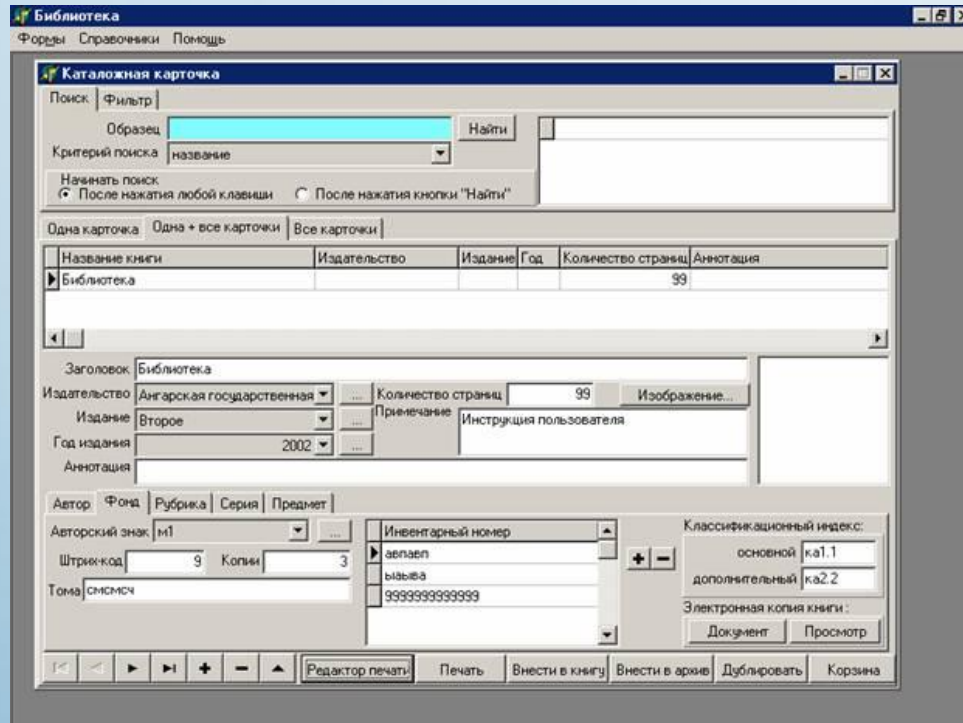 Библиотека
Формы Справочники Помощь
Каталожная карточка
Поиск Фильтр
Образец Найти
Критерий поиска название
Начинать поиск
После нажатия любой клавиши После нажатия кнопки "Найти"
Одна карточка Одна + все карточки Все карточки
Название книги Издательство Издание Год Количество страниц Аннотация
Библиотека 99
Заголовок Библиотека
Издательство Ангарская государственная ... Количество страниц 99 Изображение...
Издание Второе ... Примечание Инструкция пользователя
Год издания 2002 ...
Аннотация
Автор Фонд Рубрика Серия Предмет
Авторский знак м1 ... Инвентарный номер Классификационный индекс:
авпавп + - основной ка1.1
Штрих-код 9 Копии 3
ыаыва дополнительный ка2.2
Тома смсмсч 9999999999999
Электронная копия книги :
Документ Просмотр
Редактор печати Печать Внести в книгу Внести в архив Дублировать Корзина